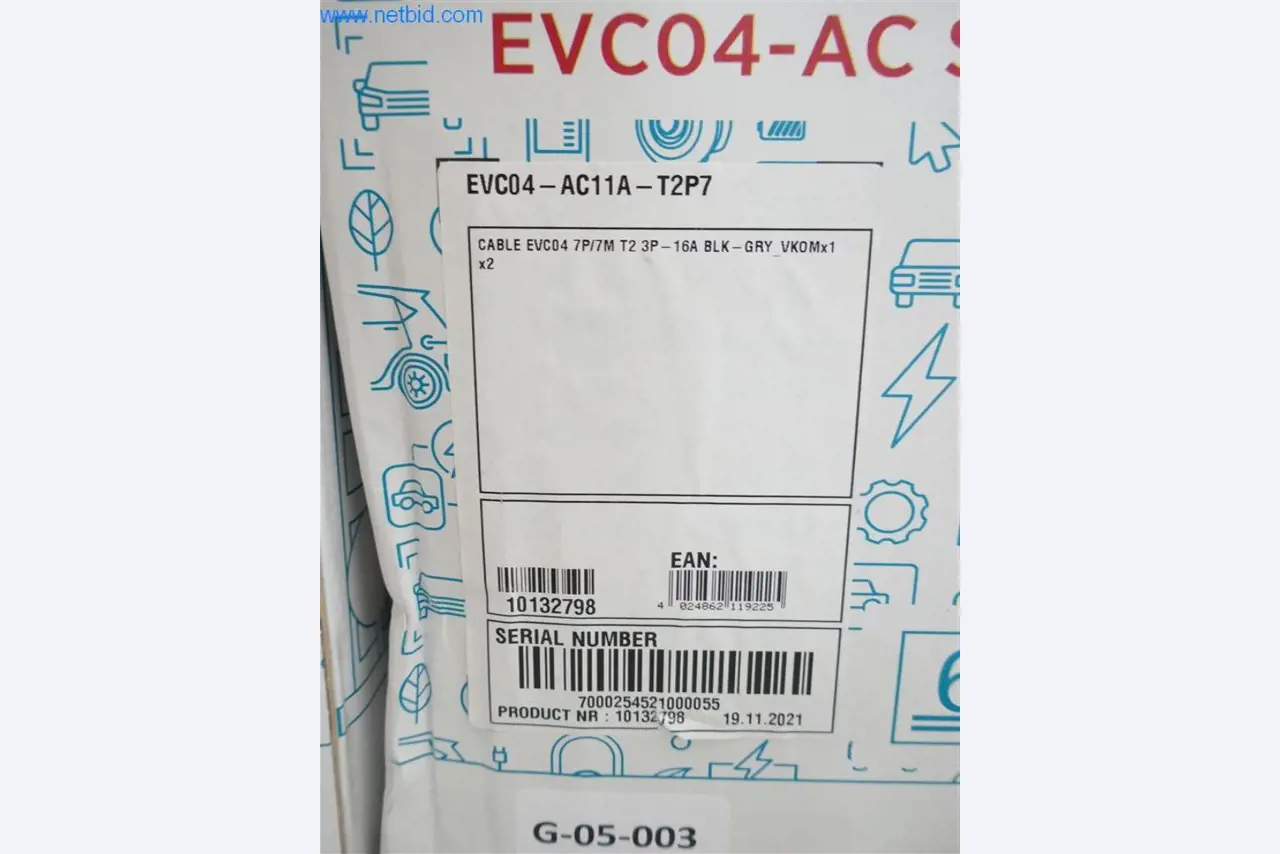 www.netbid.com
EVC04-AC
EVC04-AC11A-T2P7
CABLE EVC04 7P/7M T2 3P-16A BLK-GRY_VKOMx1
x2
EAN:
10132798
4 024862 119225
SERIAL NUMBER
7000254521000055
PRODUCT NR : 10132798 19.11.2021
G-05-003